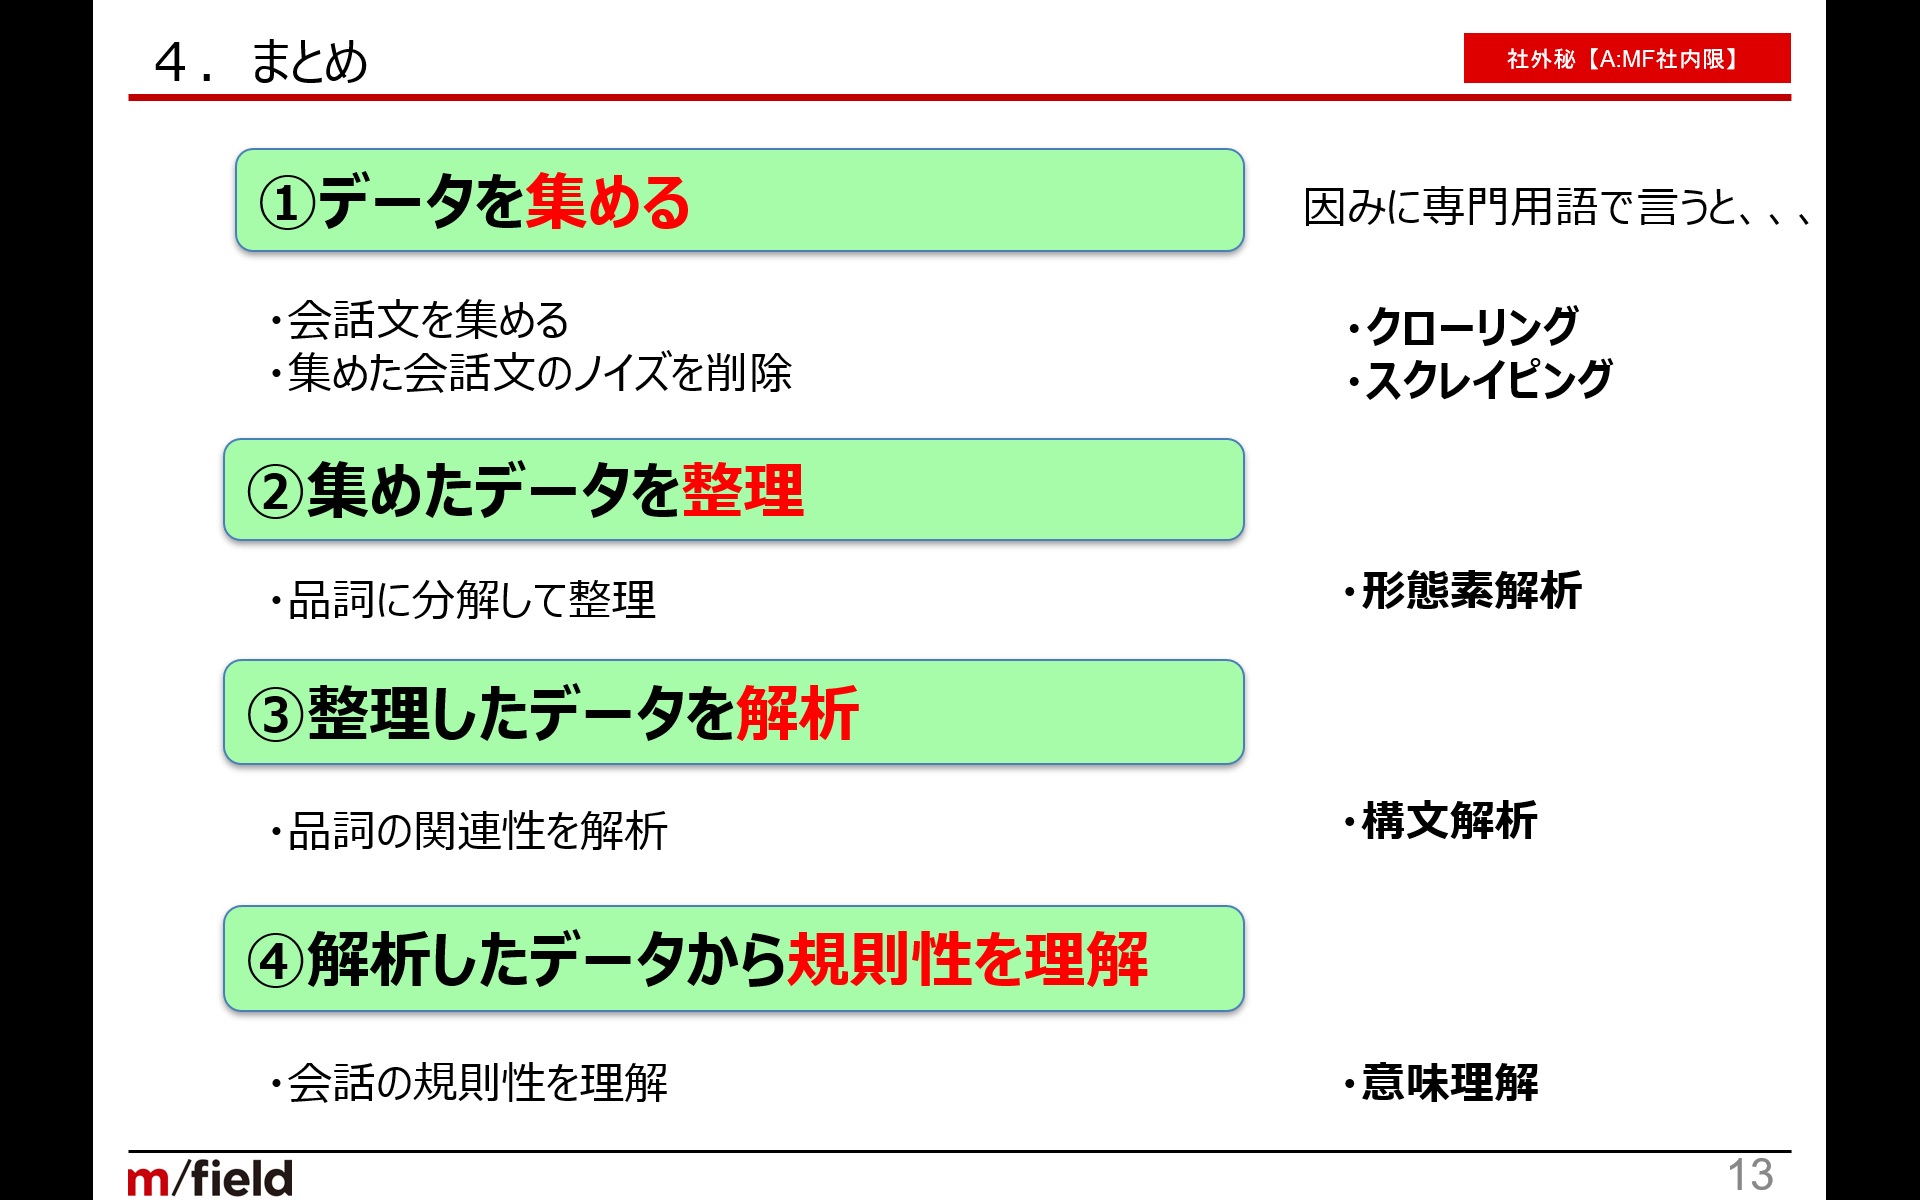 ４．まとめ
社外秘【A:MF社内限】
①データを集める
因みに専門用語で言うと、、、
・会話文を集める
・集めた会話文のノイズを削除
・クローリング
・スクレイピング
②集めたデータを整理
・品詞に分解して整理
・形態素解析
③整理したデータを解析
・品詞の関連性を解析
・構文解析
④解析したデータから規則性を理解
・会話の規則性を理解
・意味理解
m/field
13